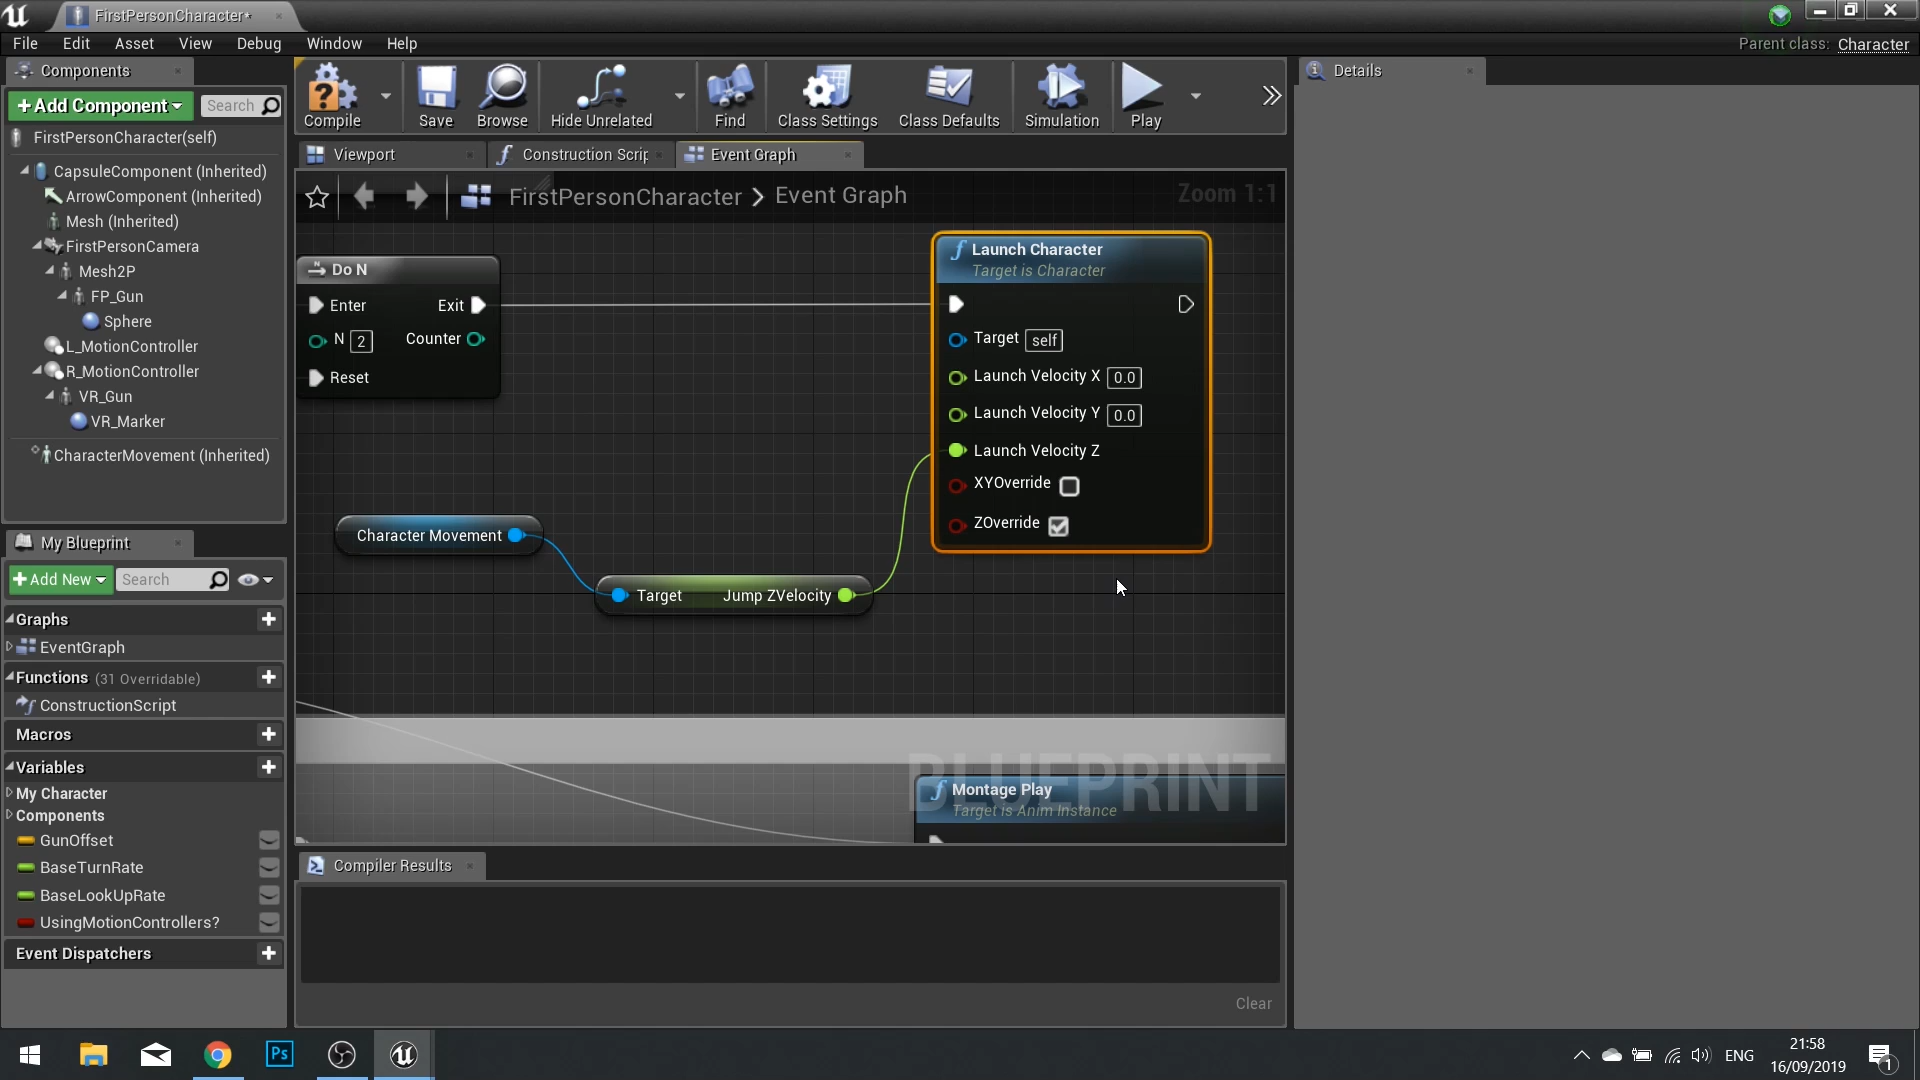 FirstPersonCharacter*
File Edit Asset View Debug Window Help
Parent class: Character
Components
+Add Component
Search
FirstPersonCharacter(self)
CapsuleComponent (Inherited)
ArrowComponent (Inherited)
Mesh (Inherited)
FirstPersonCamera
Mesh2P
FP_Gun
Sphere
L_MotionController
R_MotionController
VR_Gun
VR_Marker
CharacterMovement (Inherited)
My Blueprint
+Add New
Search
Graphs
EventGraph
Functions (31 Overridable)
ConstructionScript
Macros
Variables
My Character
Components
GunOffset
BaseTurnRate
BaseLookUpRate
UsingMotionControllers?
Event Dispatchers
Compile
Save
Browse
Hide Unrelated
Find
Class Settings
Class Defaults
Simulation
Play
Viewport
Construction Scrip
Event Graph
FirstPersonCharacter > Event Graph
Zoom 1:1
Do N
Enter Exit
N 2 Counter
Reset
Launch Character
Target is Character
Target self
Launch Velocity X 0.0
Launch Velocity Y 0.0
Launch Velocity Z
XYOverride
ZOverride
Character Movement
Target Jump ZVelocity
BLUEPRINT
Montage Play
Target is Anim Instance
Compiler Results
Clear
Details
Ps
ENG
21:58
16/09/2019
1